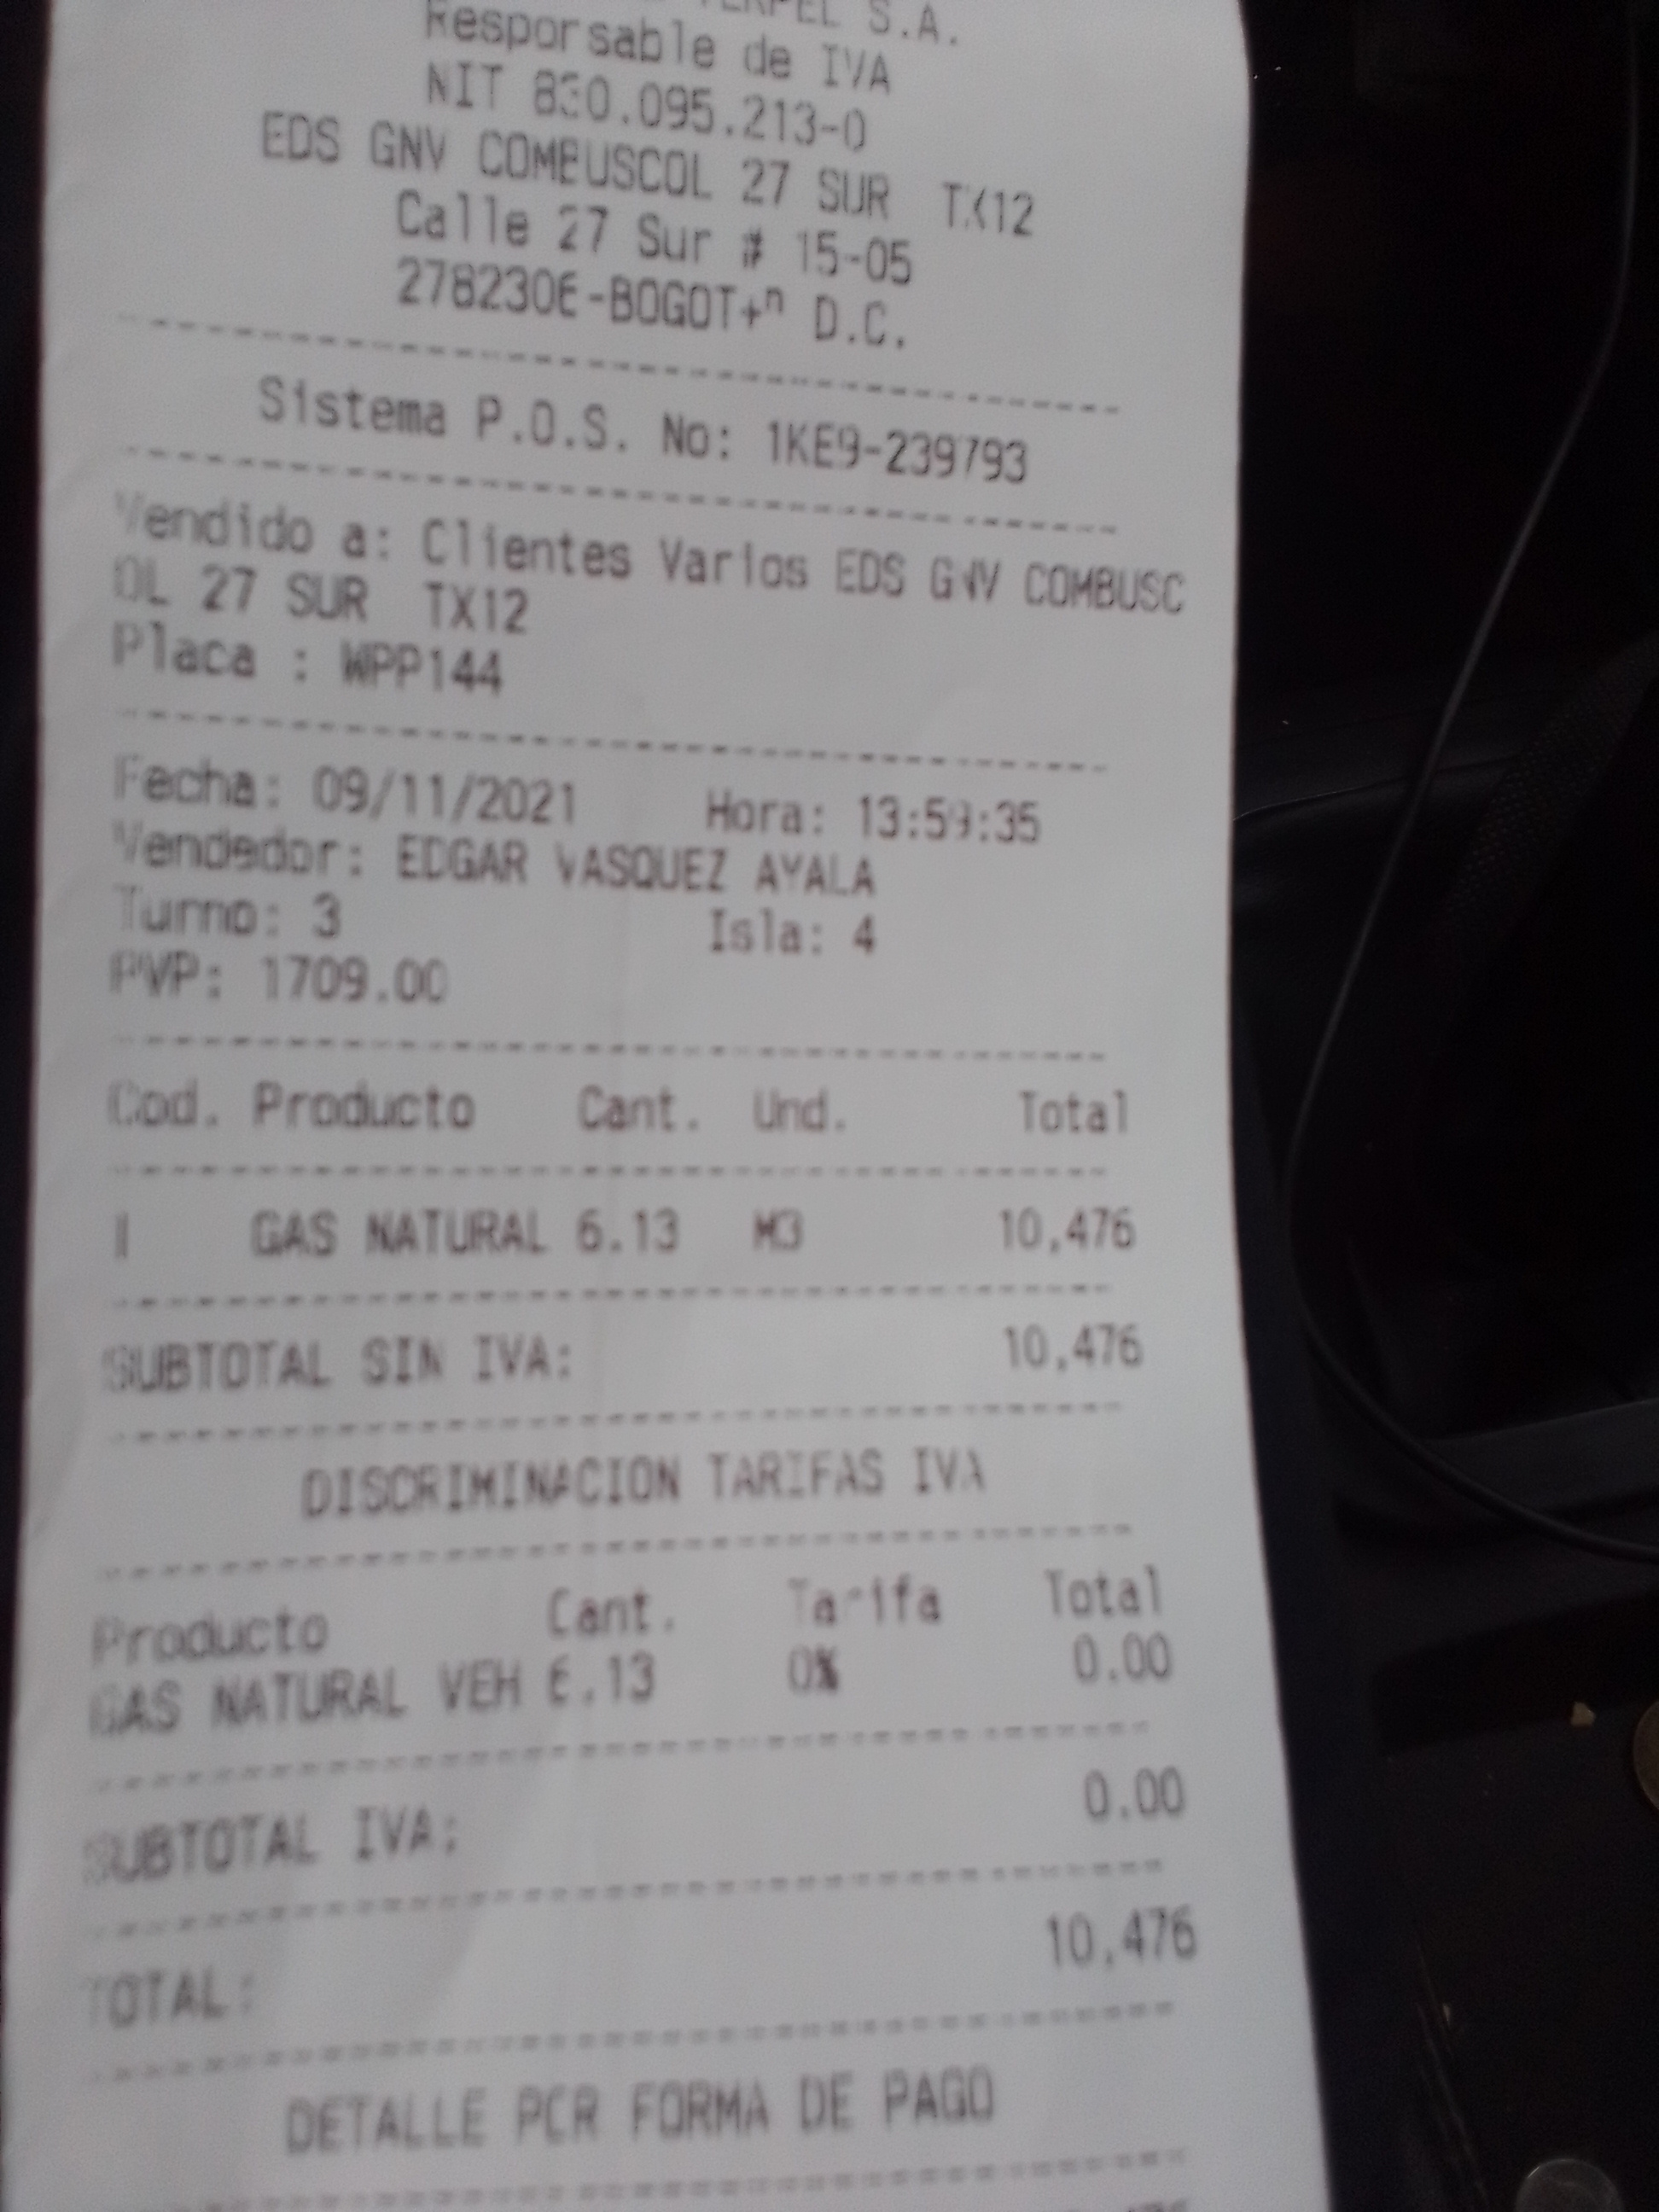 TERPEL S.A.
Responsable de IVA
NIT 830.095.213-0
EDS GNV COMBUSCOL 27 SUR TX12
Calle 27 Sur # 15-05
2782306-BOGOT+ⁿ D.C.
Sistema P.O.S. No: 1KE9-239793
Vendido a: Clientes Varios EDS GNV COMBUSC
OL 27 SUR TX12
Placa : WPP144
Fecha: 09/11/2021 Hora: 13:59:35
Vendedor: EDGAR VASQUEZ AYALA
Turno: 3 Isla: 4
PVP: 1709.00
Cod. Producto Cant. Und. Total
1 GAS NATURAL 6.13 M3 10,476
SUBTOTAL SIN IVA: 10,476
DISCRIMINACION TARIFAS IVA
Producto Cant. Tarifa Total
GAS NATURAL VEH 6.13 0% 0.00
SUBTOTAL IVA: 0.00
TOTAL: 10,476
DETALLE POR FORMA DE PAGO